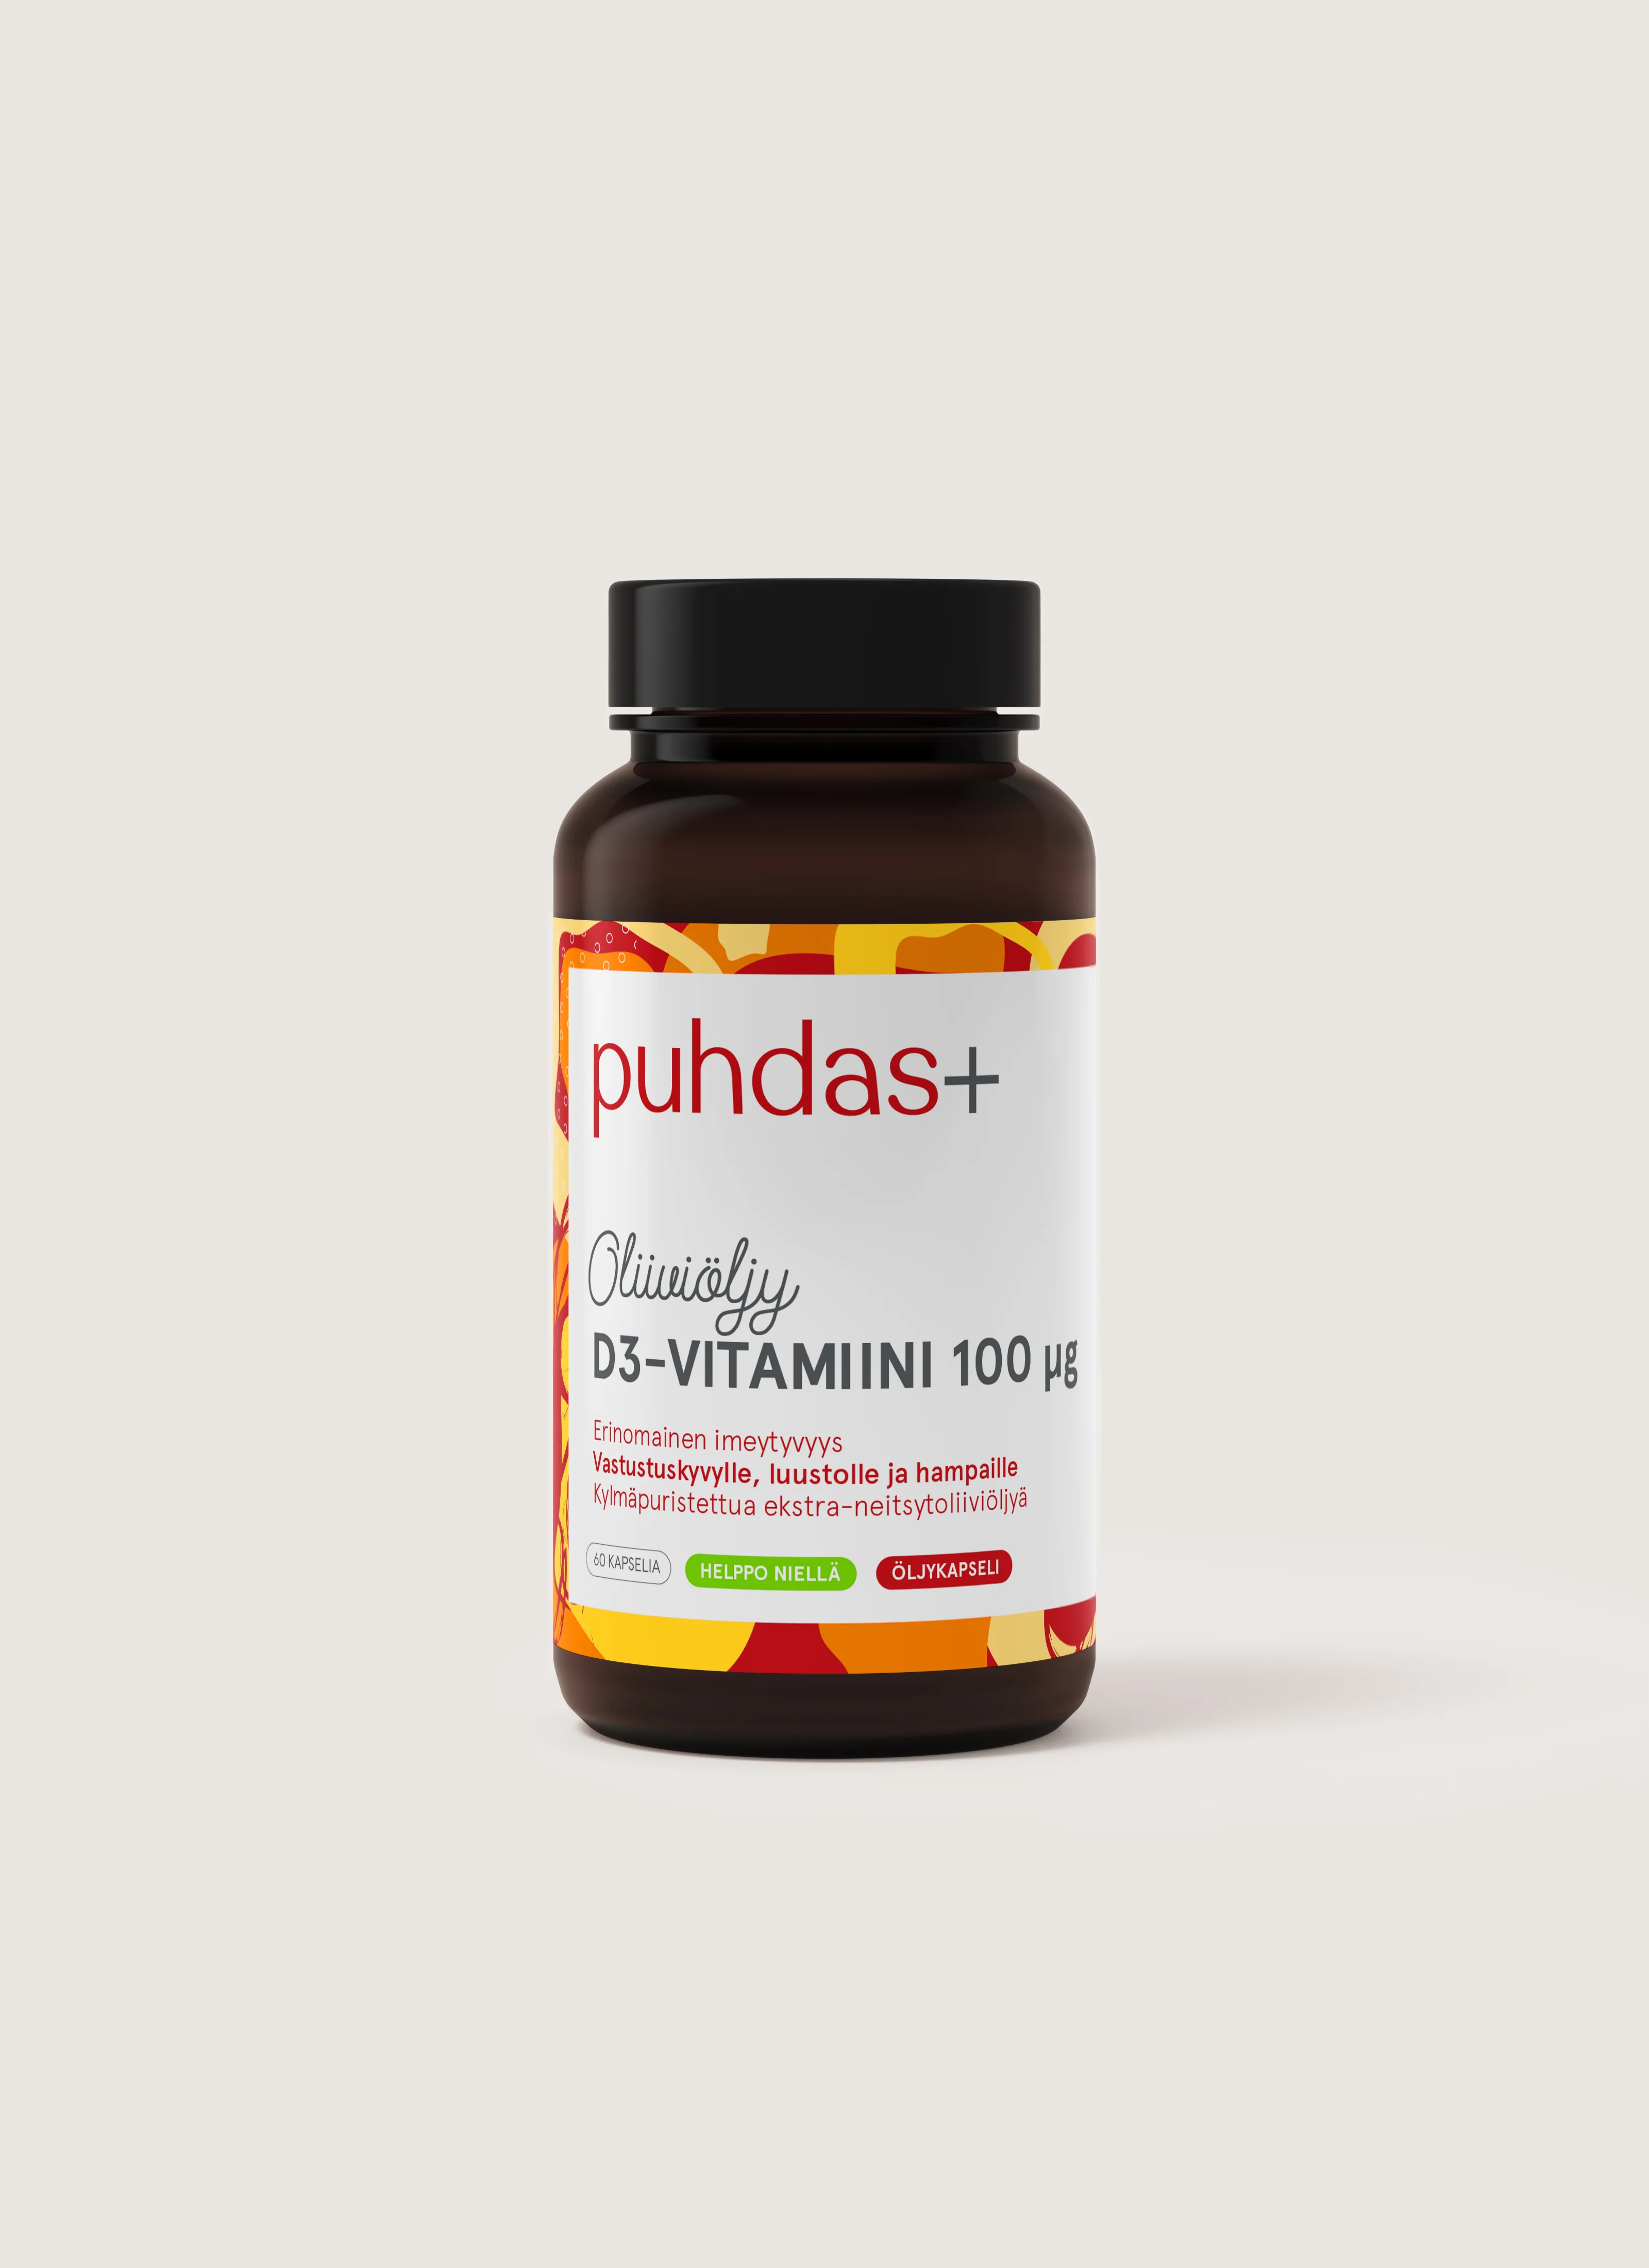 puhdas+
Oliiviöljy
D3-VITAMIINI 100 µg
Erinomainen imeytyvyys
Vastustuskyvylle, luustolle ja hampaille
Kylmäpuristettua ekstra-neitsytoliiviöljyä
60 KAPSELIA HELPPO NIELLÄ ÖLJYKAPSELI